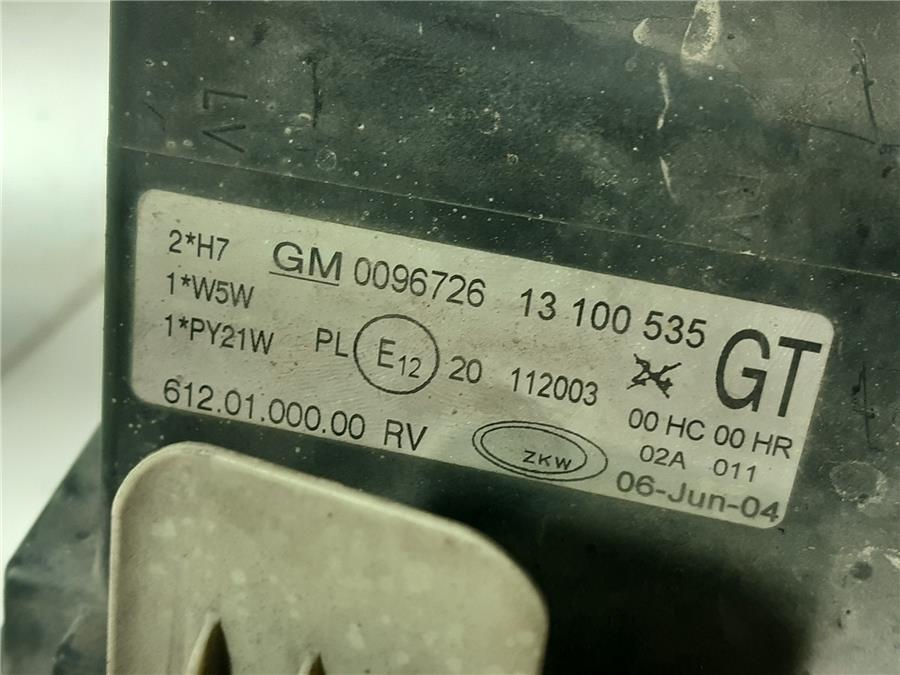 2*H7 GM 0096726 13 100 535 GT
1*W5W
1*PY21W PL E12 20 112003 24
00 HC 00 HR
612.01.000.00 RV ZKW 02A 011
06-Jun-04